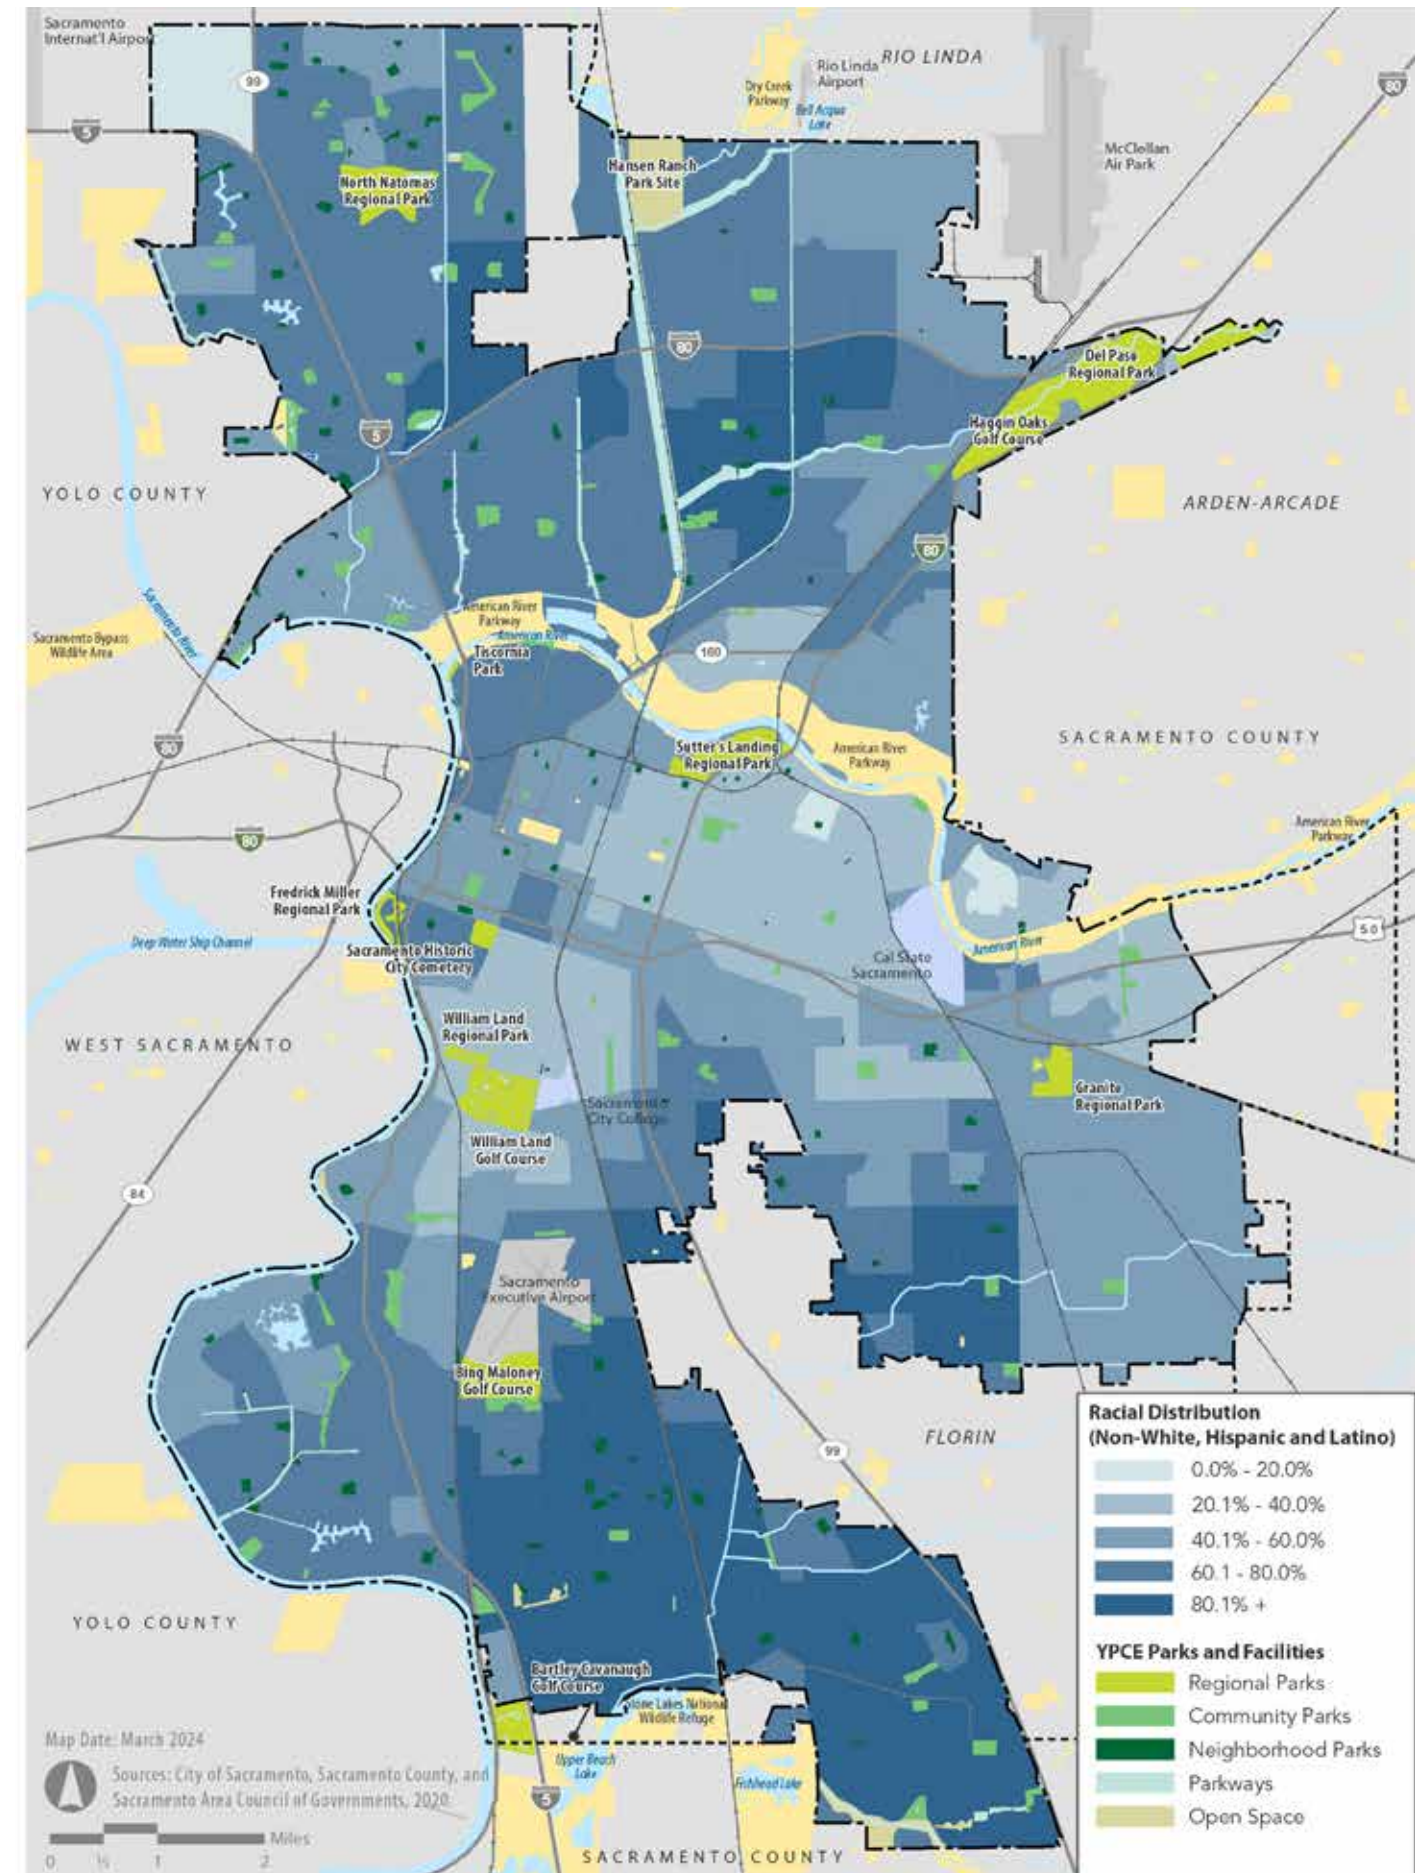 Sacramento
Internat'l Airport
99
5
RIO LINDA
Rio Linda
Airport
Dry Creek
Parkway
Bell Acqua
Lake
80
McClellan
Air Park
North Natomas
Regional Park
Hansen Ranch
Park Site
80
Del Paso
Regional Park
Haggin Oaks
Golf Course
5
YOLO COUNTY
ARDEN-ARCADE
80
Sacramento River
American River
Parkway
American River
Tiscornia
Park
Sacramento Bypass
Wildlife Area
160
80
SACRAMENTO COUNTY
Sutter's Landing
Regional Park
American River
Parkway
80
American River
Parkway
Fredrick Miller
Regional Park
Deep Water Ship Channel
Sacramento Historic
City Cemetery
American River
50
Cal State
Sacramento
WEST SACRAMENTO
William Land
Regional Park
Sacramento
City College
Granite
Regional Park
William Land
Golf Course
84
Sacramento
Executive Airport
Bing Maloney
Golf Course
99
FLORIN
YOLO COUNTY
Bartley Cavanaugh
Golf Course
Stone Lakes National
Wildlife Refuge
Upper Beach
Lake
Fishhead Lake
5
SACRAMENTO COUNTY
Map Date: March 2024
Sources: City of Sacramento, Sacramento County, and
Sacramento Area Council of Governments, 2020
Miles
0 ½ 1 2
Racial Distribution
(Non-White, Hispanic and Latino)
0.0% - 20.0%
20.1% - 40.0%
40.1% - 60.0%
60.1 - 80.0%
80.1% +
YPCE Parks and Facilities
Regional Parks
Community Parks
Neighborhood Parks
Parkways
Open Space